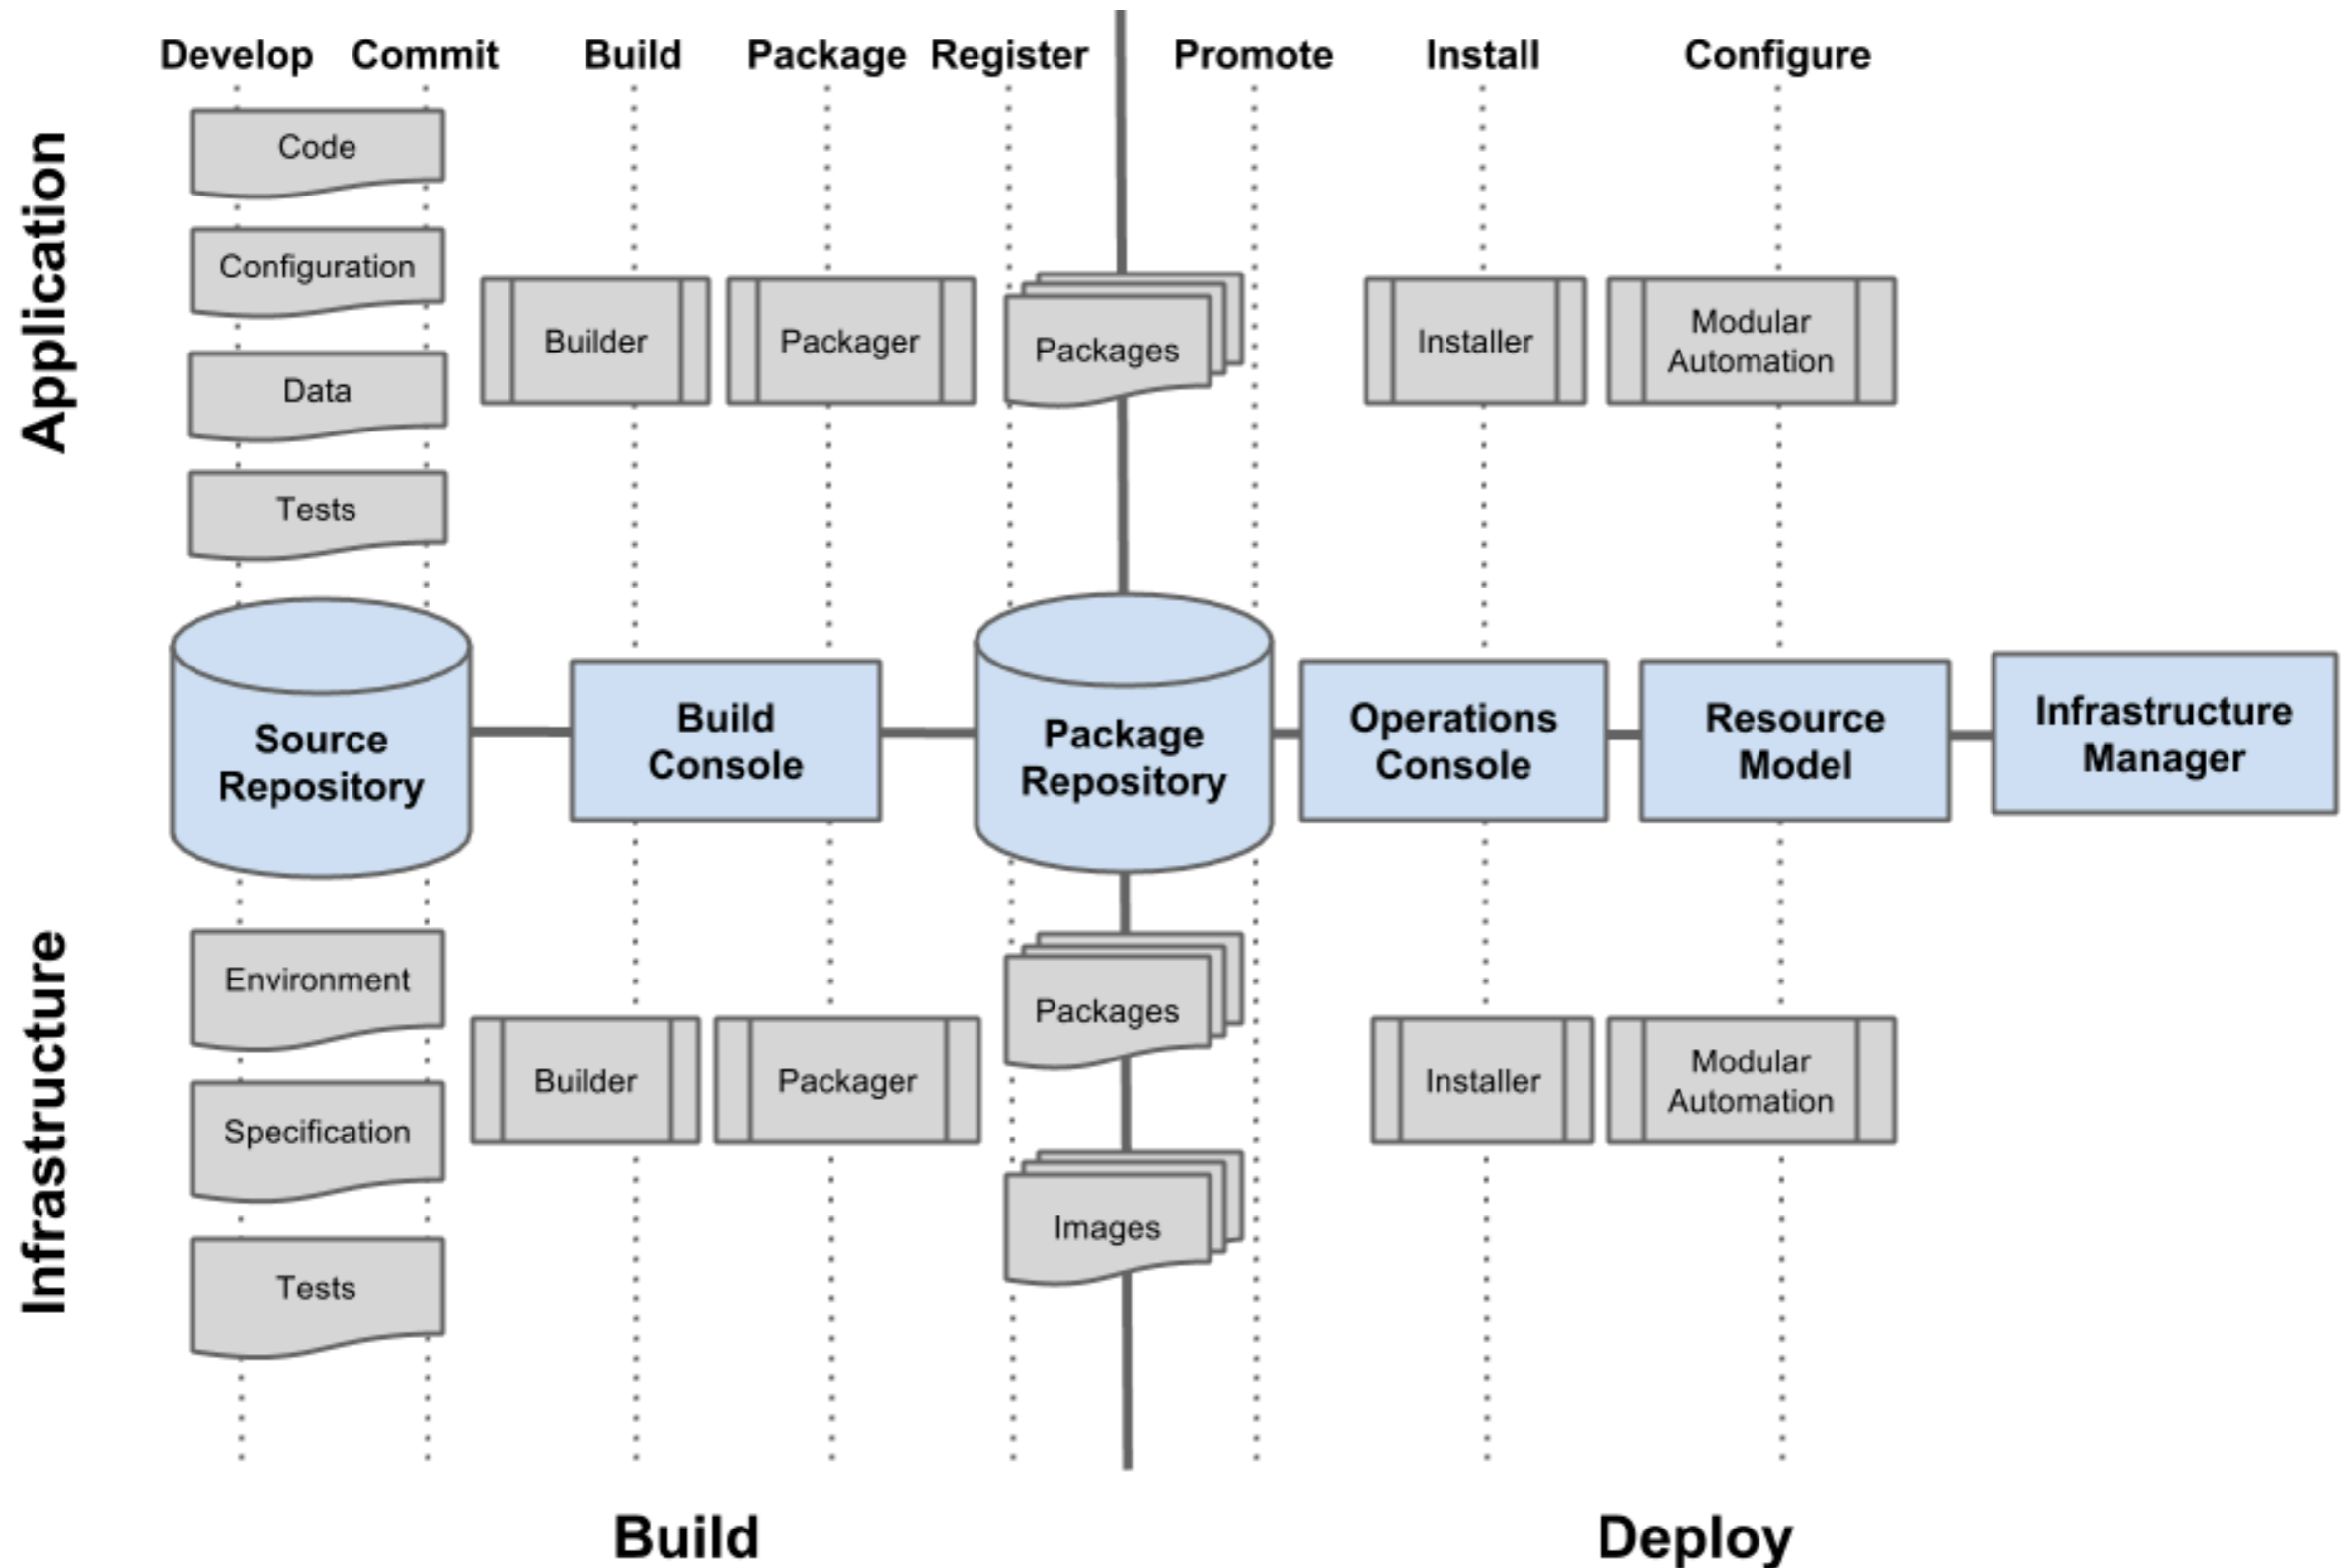 Develop Commit Build Package Register Promote Install Configure
Application
Code
Configuration
Data
Tests
Builder
Packager
Packages
Installer
Modular
Automation
Source
Repository
Build
Console
Package
Repository
Operations
Console
Resource
Model
Infrastructure
Manager
Infrastructure
Environment
Specification
Tests
Builder
Packager
Packages
Images
Installer
Modular
Automation
Build
Deploy